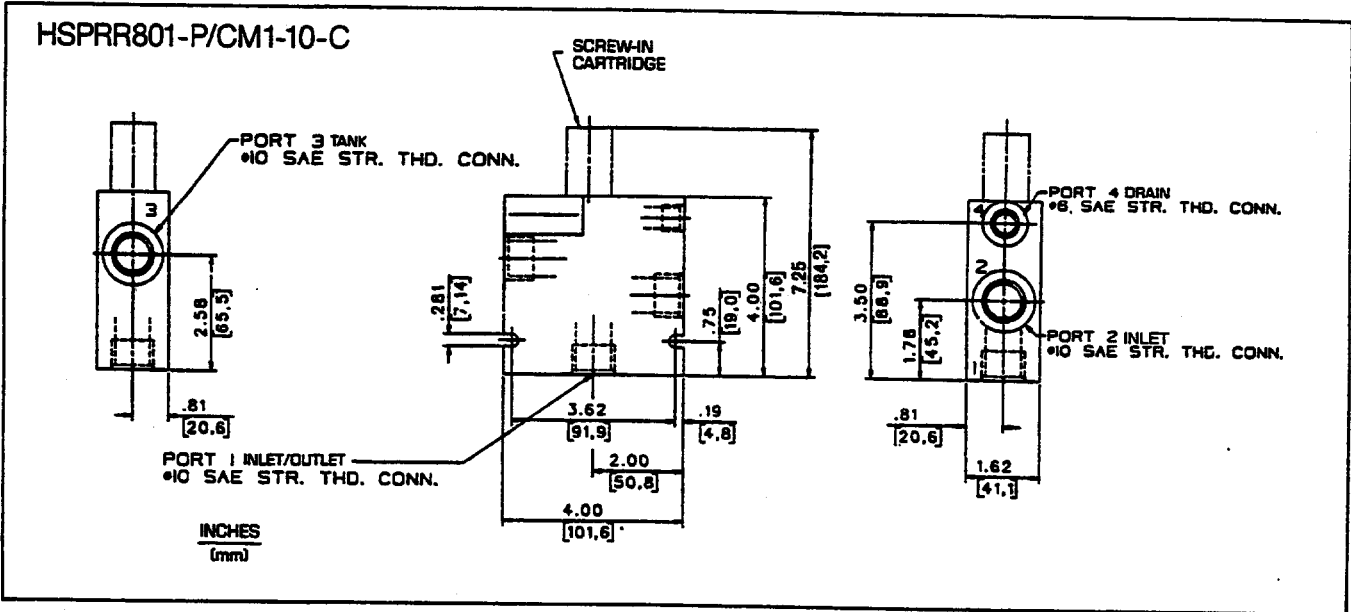 HSPRR801-P/CM1-10-C
SCREW-IN
CARTRIDGE
PORT 3 TANK
#10 SAE STR. THD. CONN.
3
2.58
[65,5]
.81
[20,6]
.281
[7,14]
.75
[19,0]
4.00
[101,6]
7.25
[184,2]
3.62
[91,9]
.19
[4,8]
2.00
[50,8]
4.00
[101,6]
PORT 1 INLET/OUTLET
#10 SAE STR. THD. CONN.
INCHES
(mm)
PORT 4 DRAIN
#6, SAE STR. THD. CONN.
4
2
1
3.50
[88,9]
1.78
[45,2]
PORT 2 INLET
#10 SAE STR. THD. CONN.
.81
[20,6]
1.62
[41,1]